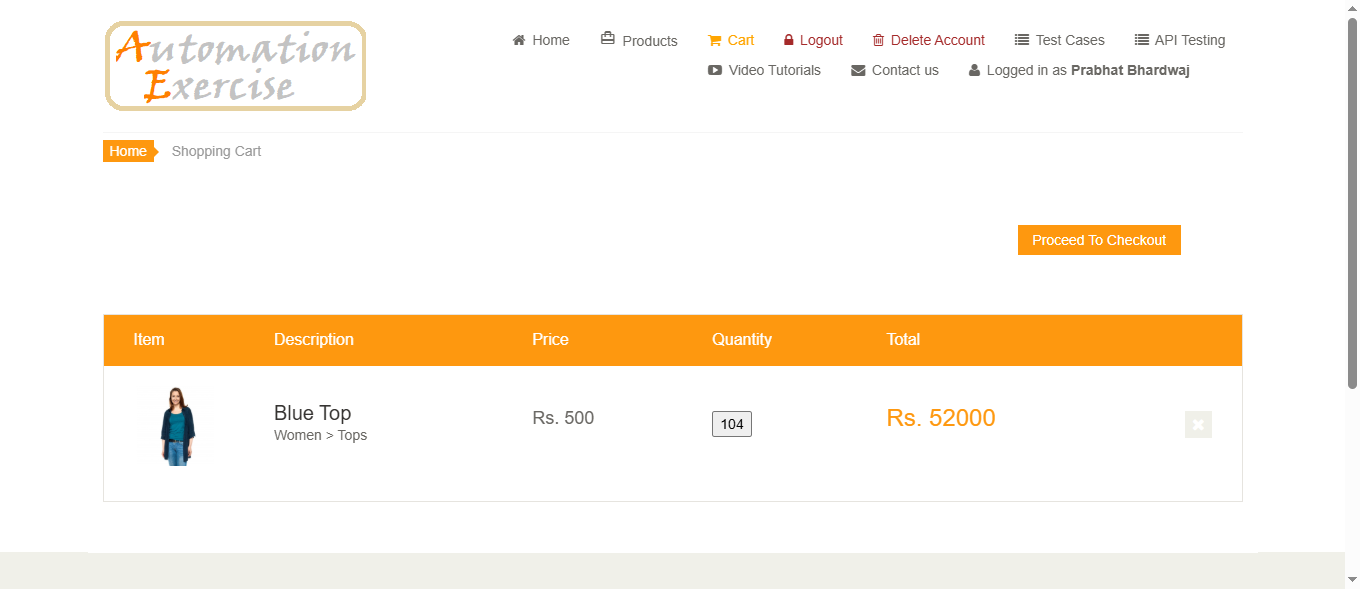 Automation
Exercise
Home Products Cart Logout Delete Account Test Cases API Testing
Video Tutorials Contact us Logged in as Prabhat Bhardwaj
Home Shopping Cart
Proceed To Checkout
Item Description Price Quantity Total
Blue Top Rs. 500 104 Rs. 52000
Women > Tops